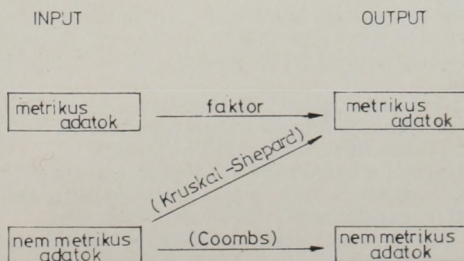 INPUT
OUTPUT
metrikus
adatok
faktor
metrikus
adatok
(Kruskal-Shepard)
nem metrikus
adatok
(Coombs)
nem metrikus
adatok